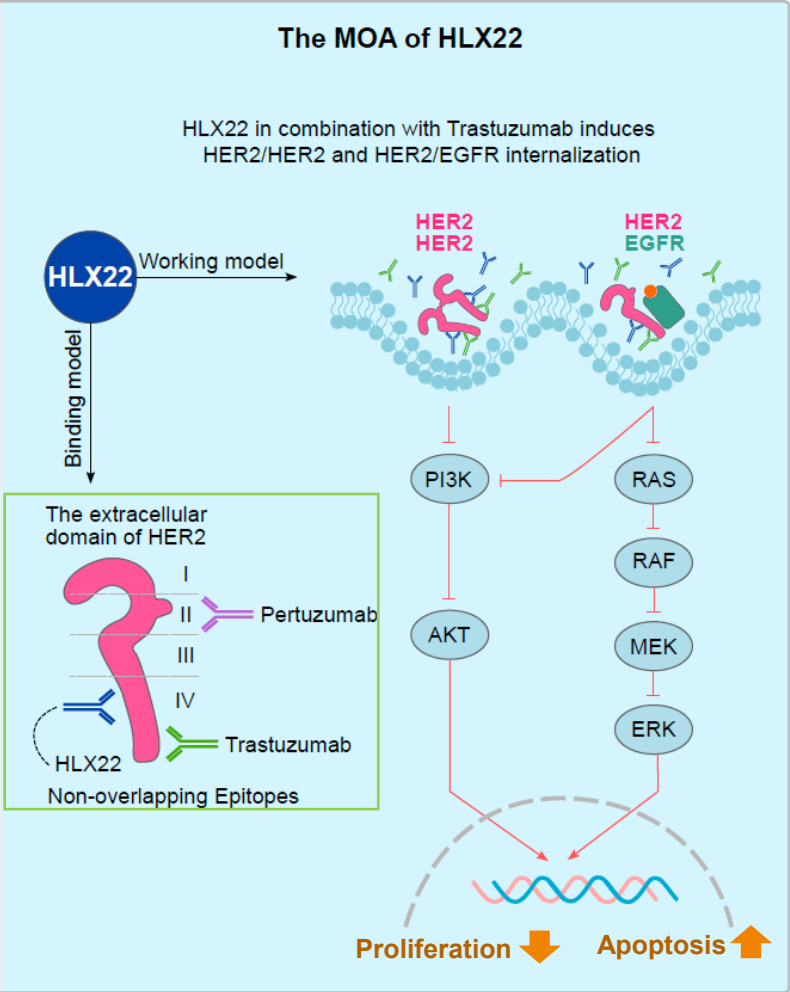 The MOA of HLX22
HLX22 in combination with Trastuzumab induces
HER2/HER2 and HER2/EGFR internalization
HER2
HER2
HER2
EGFR
HLX22
Working model
Binding model
PI3K
RAS
RAF
AKT
MEK
ERK
The extracellular
domain of HER2
I
II
Pertuzumab
III
IV
Trastuzumab
HLX22
Non-overlapping Epitopes
Proliferation
Apoptosis